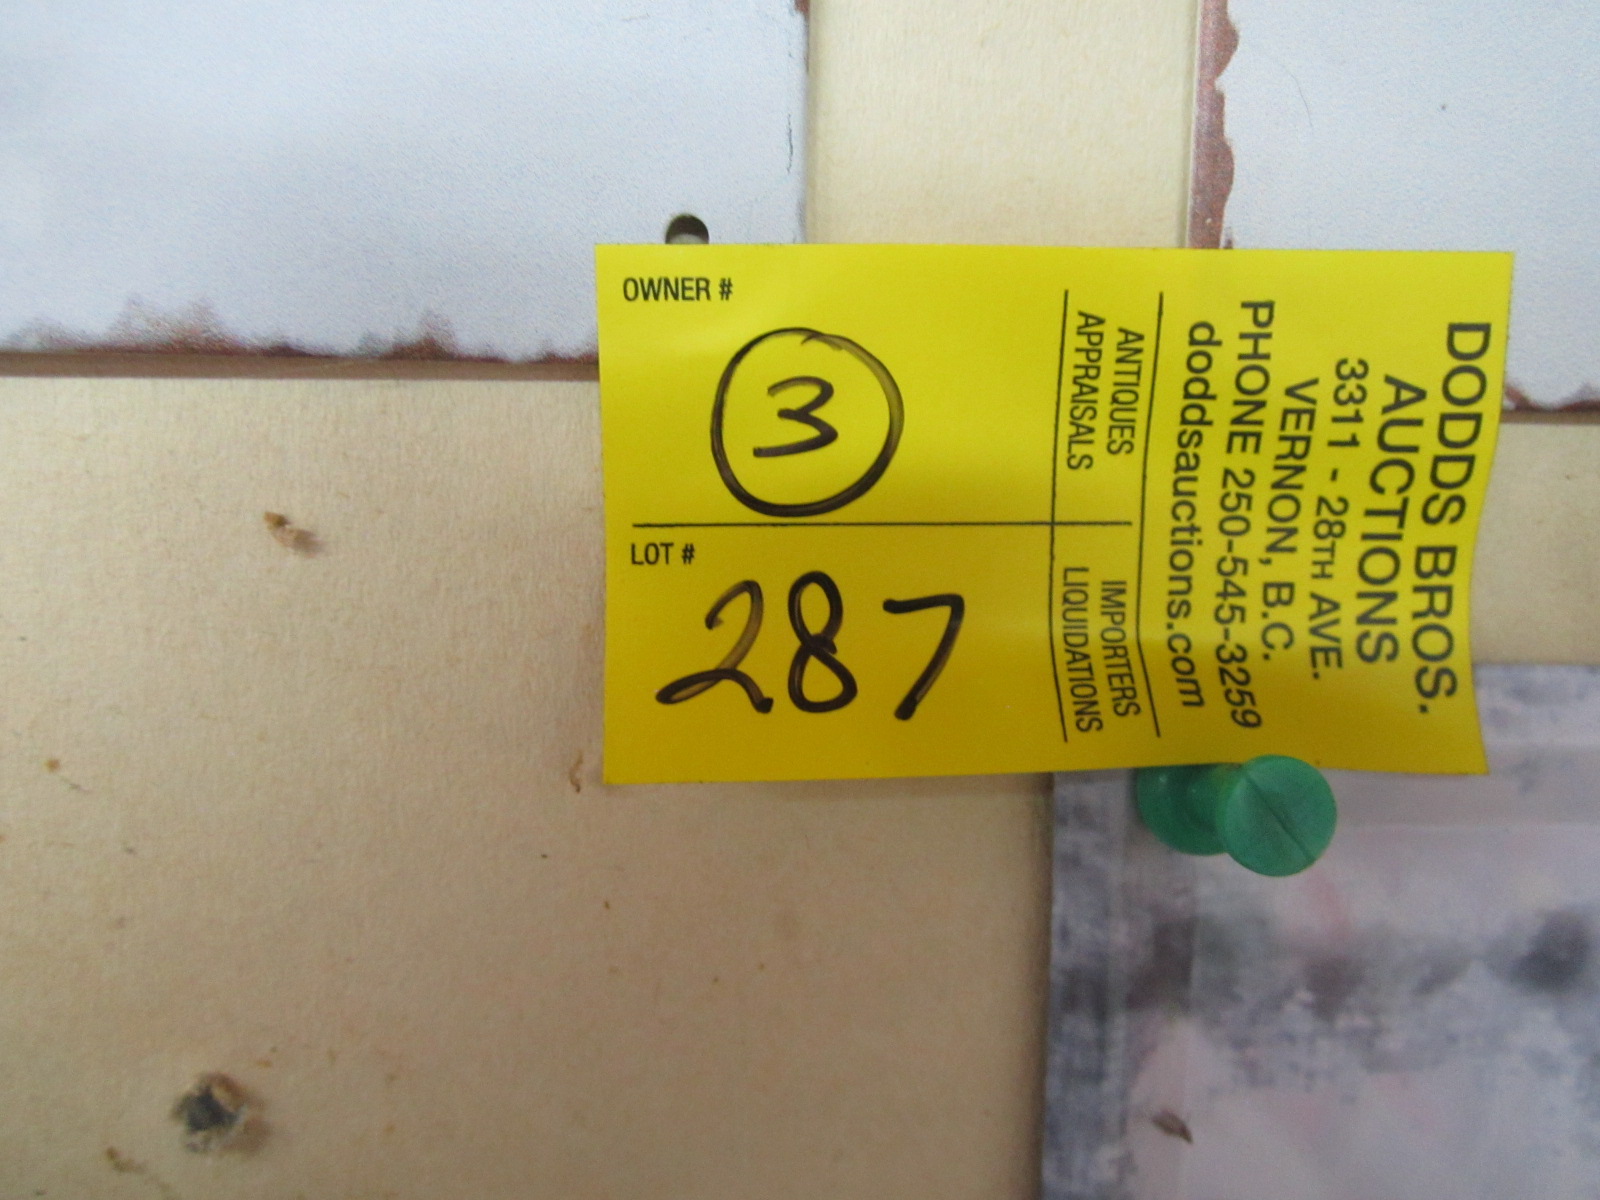 DODDS BROS.
AUCTIONS
3311 - 28TH AVE.
VERNON, B.C.
PHONE 250-545-3259
doddsauctions.com
ANTIQUES
APPRAISALS
IMPORTERS
LIQUIDATIONS
OWNER #
3
LOT #
287